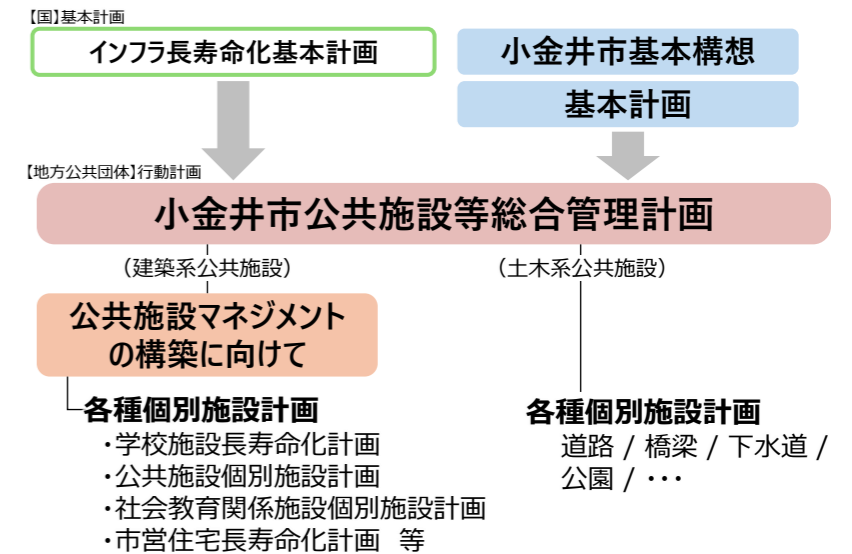 【国】基本計画
インフラ長寿命化基本計画
小金井市基本構想
基本計画
【地方公共団体】行動計画
小金井市公共施設等総合管理計画
（建築系公共施設）
（土木系公共施設）
公共施設マネジメント
の構築に向けて
各種個別施設計画
・学校施設長寿命化計画
・公共施設個別施設計画
・社会教育関係施設個別施設計画
・市営住宅長寿命化計画 等
各種個別施設計画
道路 / 橋梁 / 下水道 /
公園 / ・・・